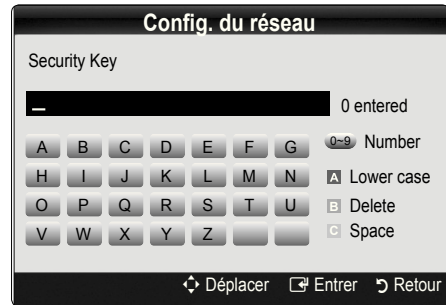 Config. du réseau
Security Key
_
0 entered
A B C D E F G 0~9 Number
H I J K L M N A Lower case
O P Q R S T U B Delete
V W X Y Z C Space
Déplacer Entrer Retour